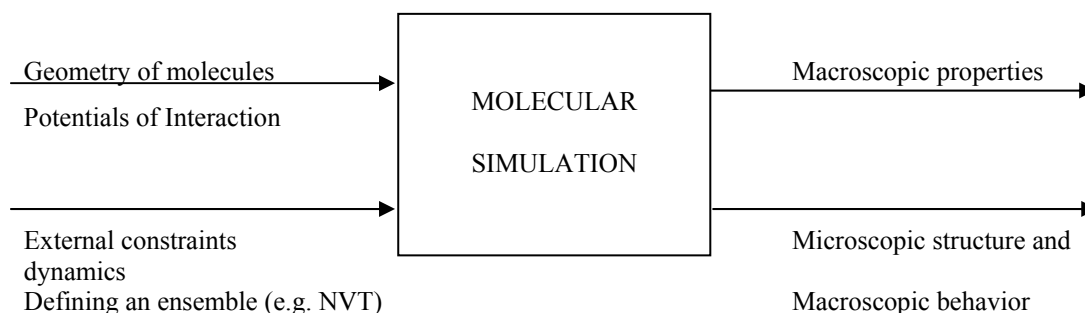 Geometry of molecules
Potentials of Interaction
External constraints
dynamics
Defining an ensemble (e.g. NVT)
MOLECULAR
SIMULATION
Macroscopic properties
Microscopic structure and
Macroscopic behavior